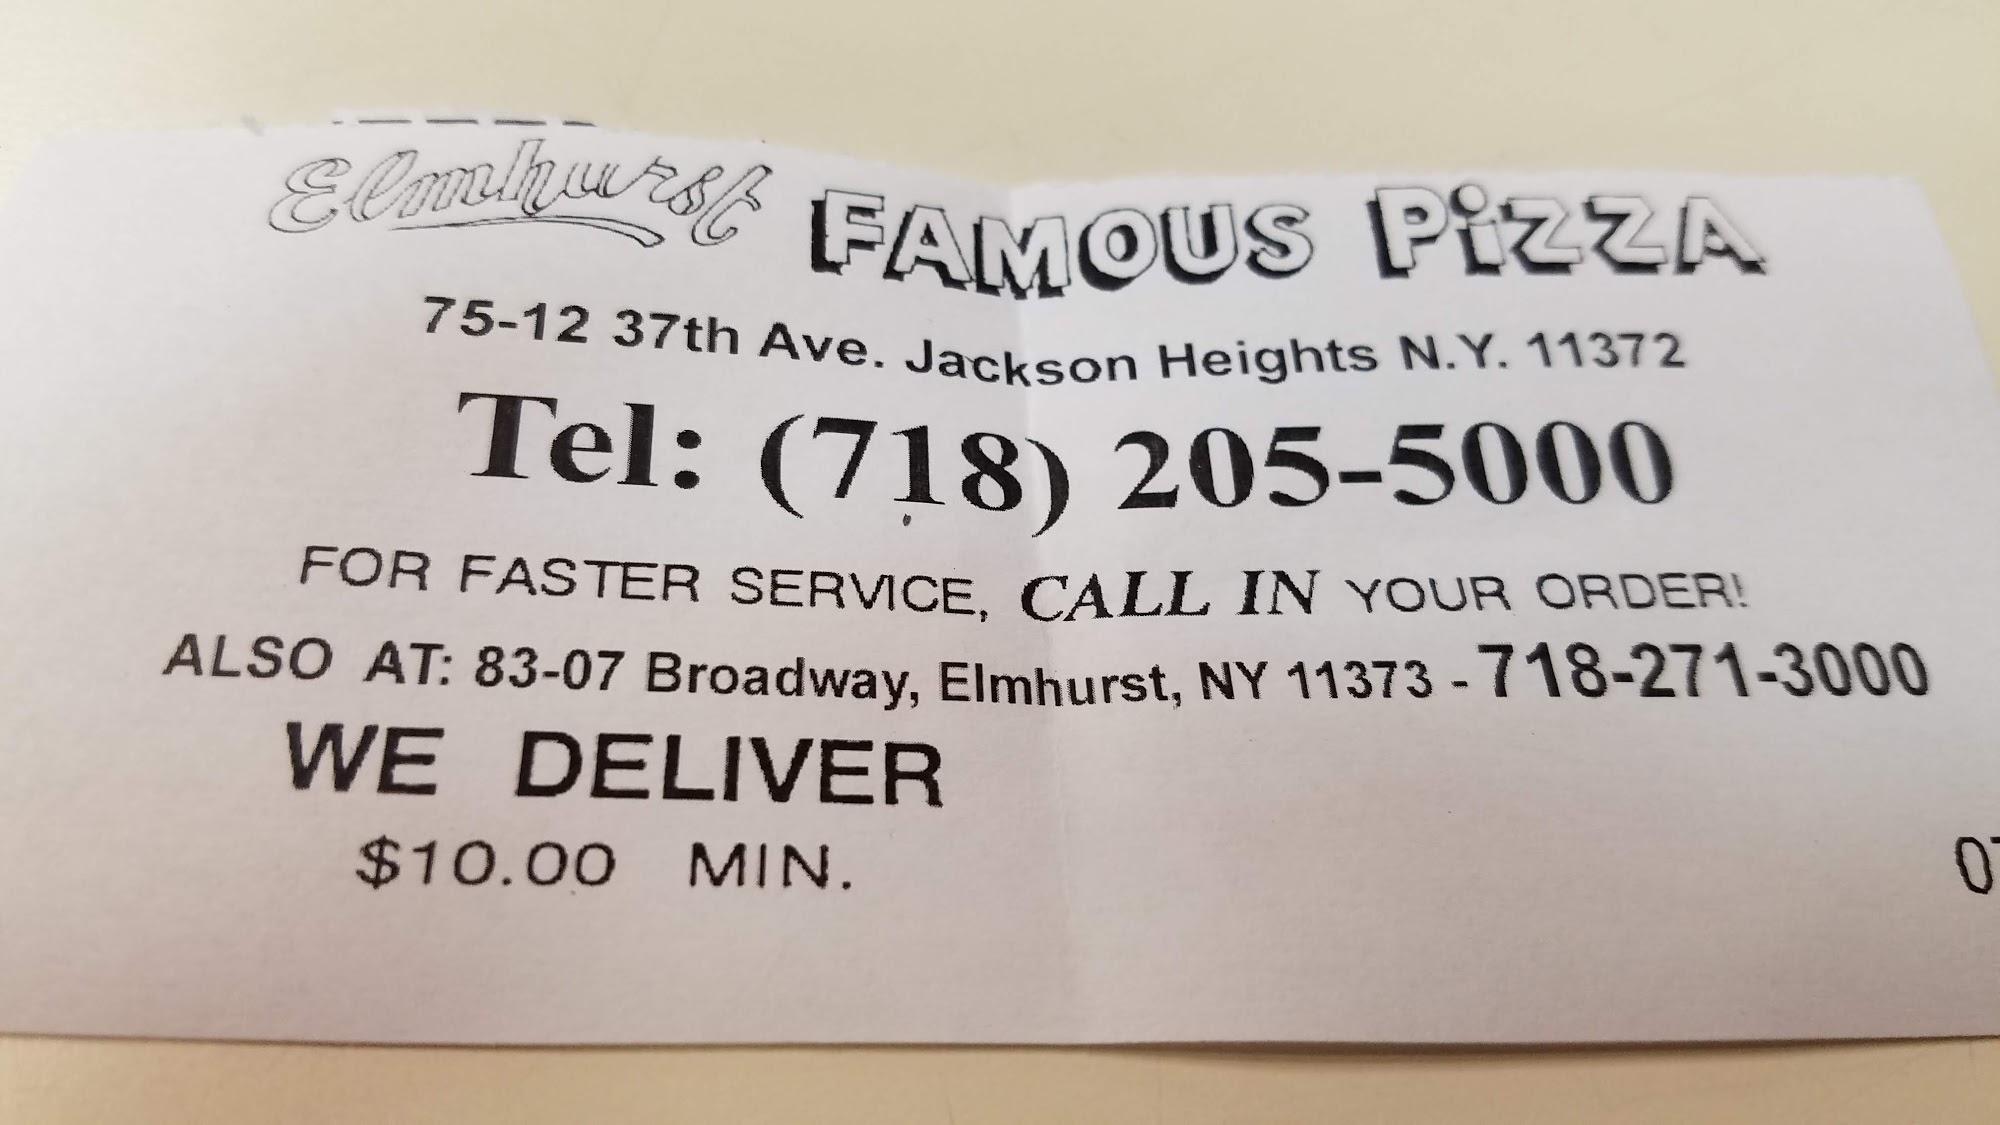 Elmhurst FAMOUS PiZZA
75-12 37th Ave. Jackson Heights N.Y. 11372
Tel: (718) 205-5000
FOR FASTER SERVICE, CALL IN YOUR ORDER!
ALSO AT: 83-07 Broadway, Elmhurst, NY 11373 - 718-271-3000
WE DELIVER
$10.00 MIN.